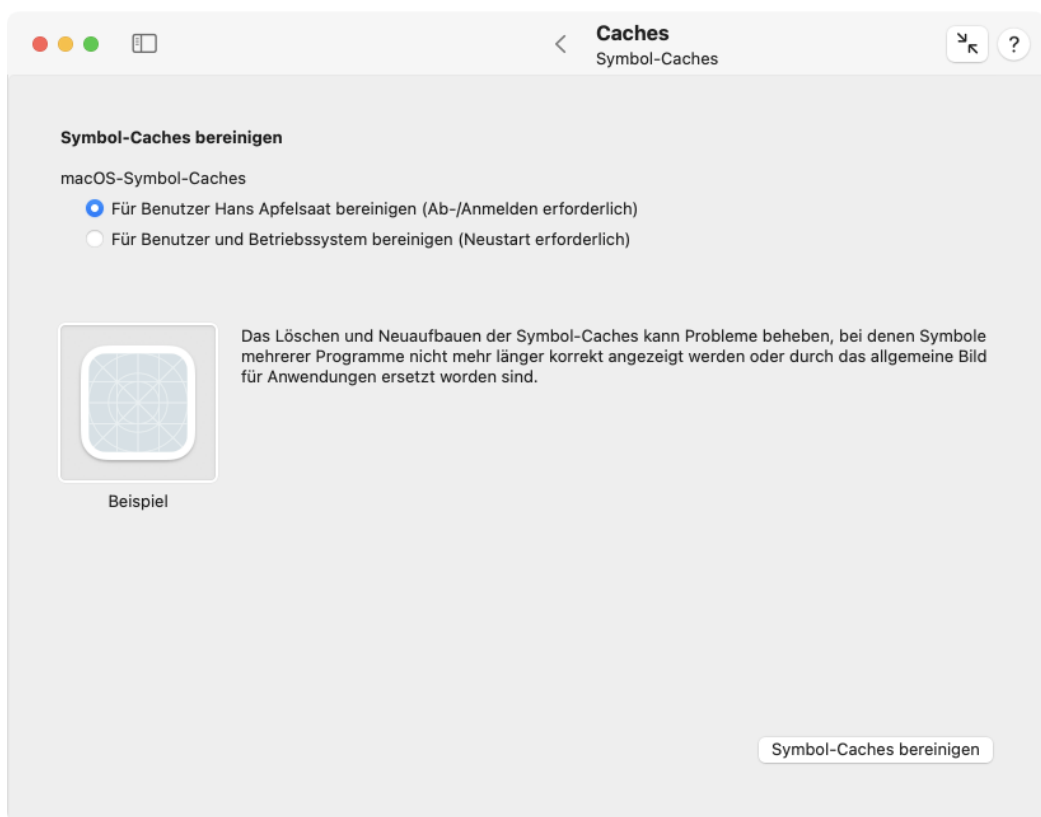 Caches
Symbol-Caches
?
Symbol-Caches bereinigen
macOS-Symbol-Caches
Für Benutzer Hans Apfelsaat bereinigen (Ab-/Anmelden erforderlich)
Für Benutzer und Betriebssystem bereinigen (Neustart erforderlich)
Das Löschen und Neuaufbauen der Symbol-Caches kann Probleme beheben, bei denen Symbole
mehrerer Programme nicht mehr länger korrekt angezeigt werden oder durch das allgemeine Bild
für Anwendungen ersetzt worden sind.
Beispiel
Symbol-Caches bereinigen